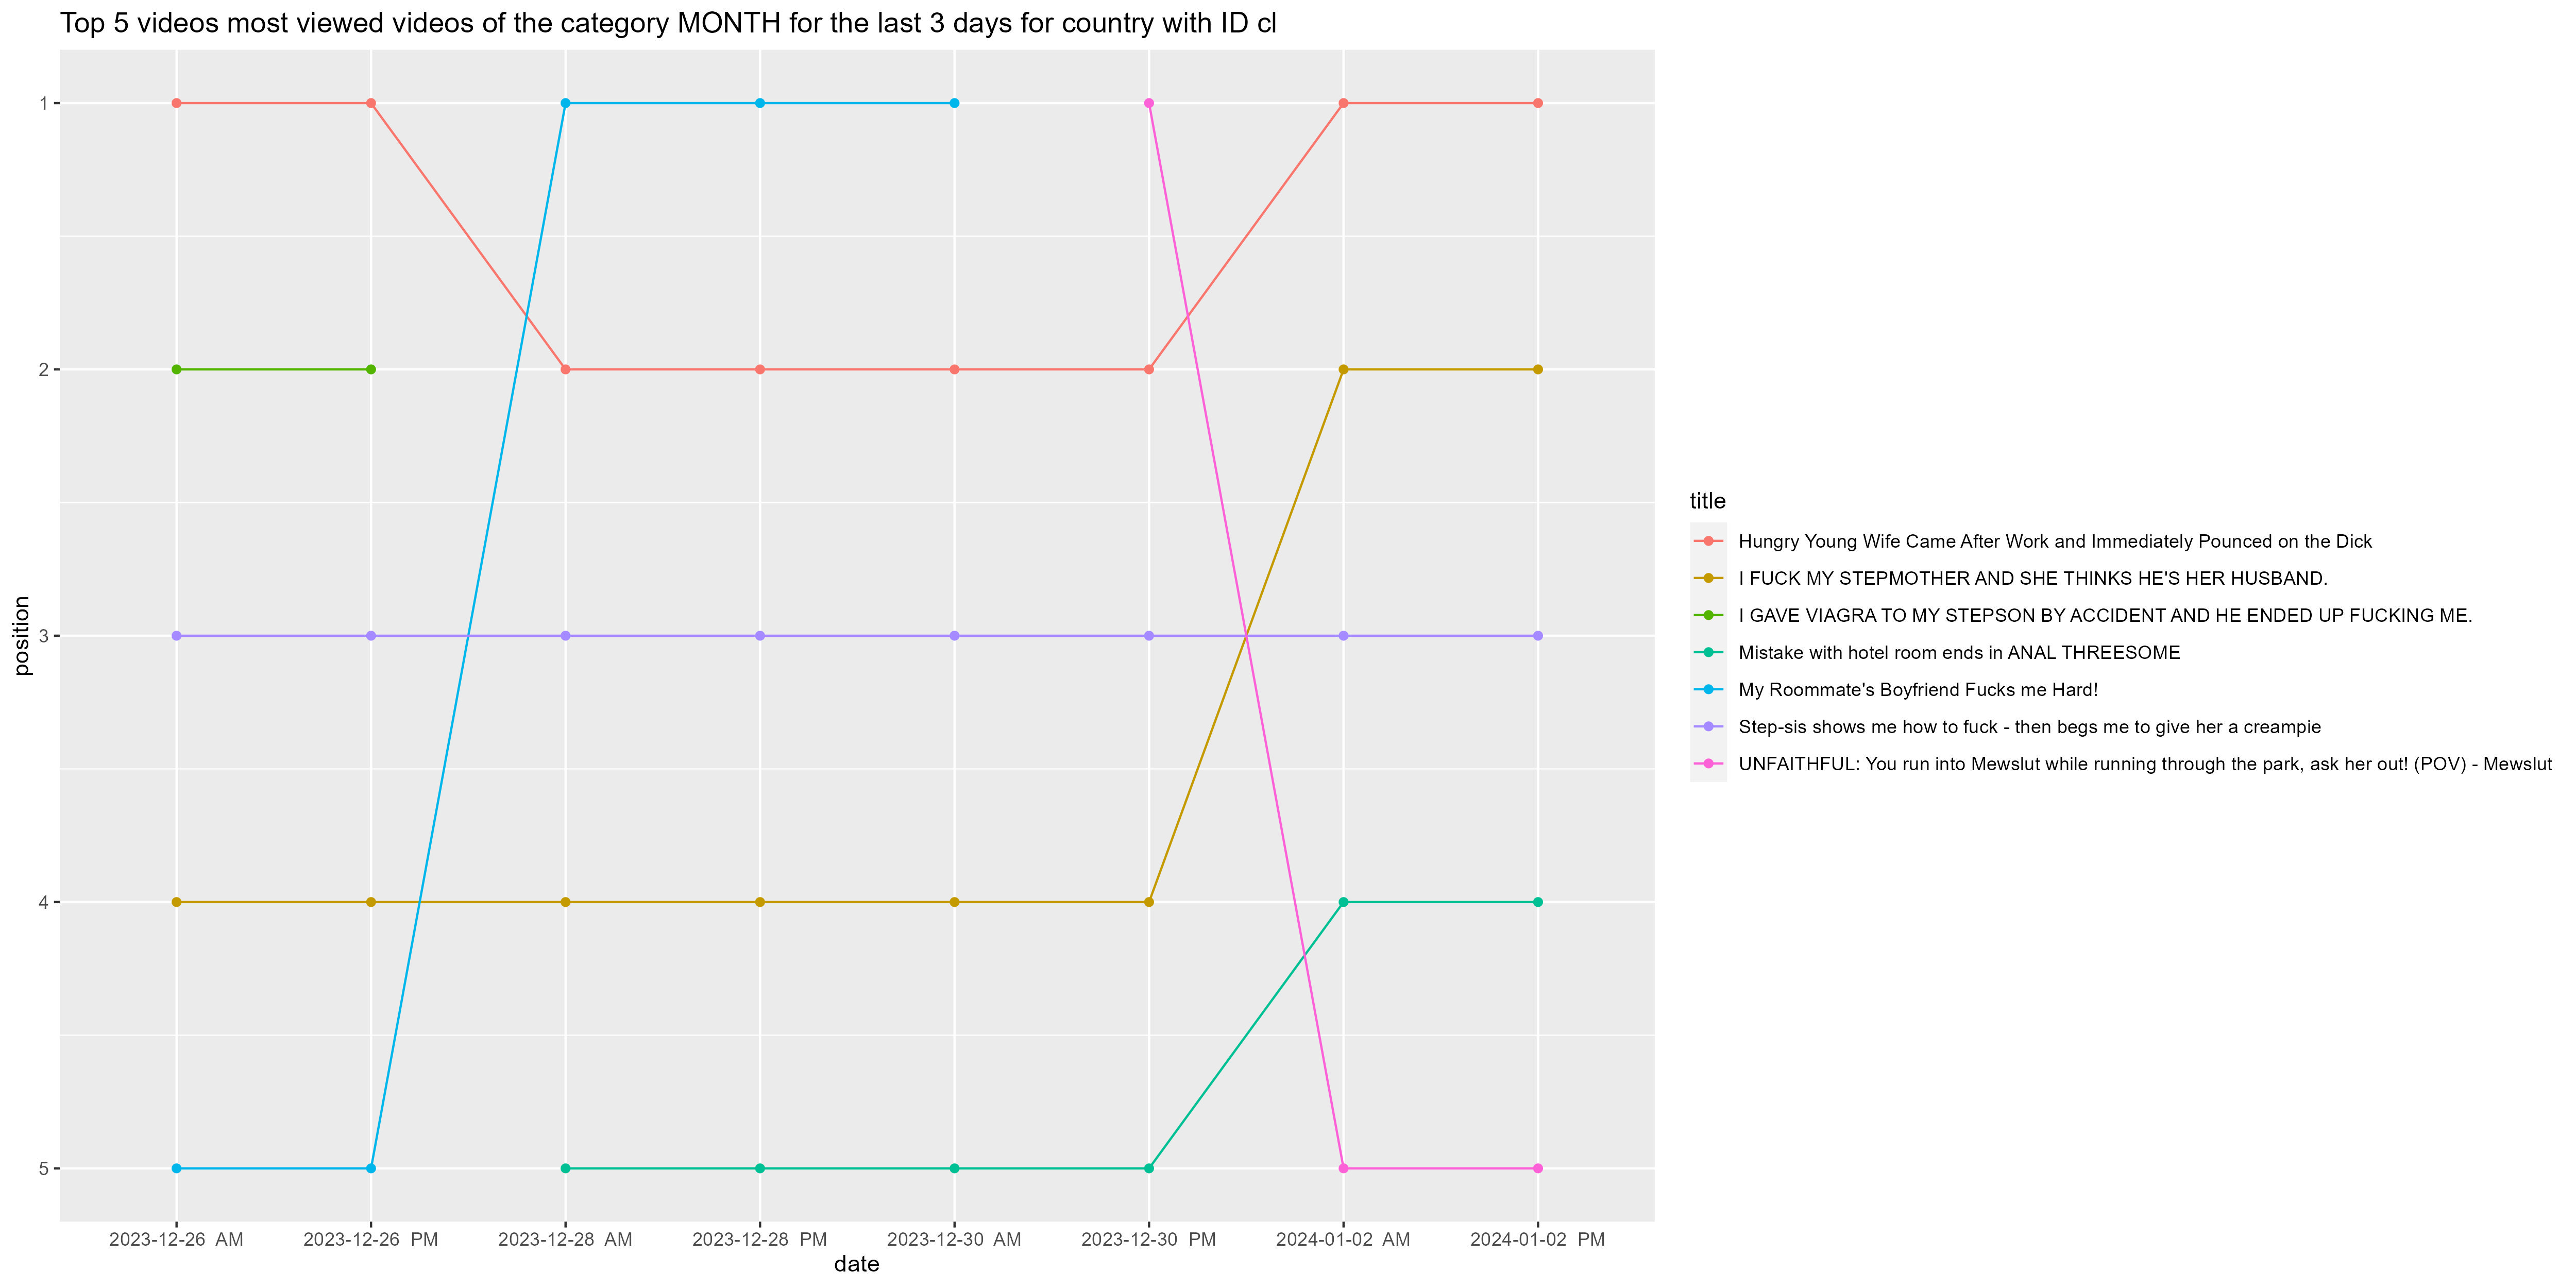 Top 5 videos most viewed videos of the category MONTH for the last 3 days for country with ID cl
position
1
2
3
4
5
2023-12-26 AM
2023-12-26 PM
2023-12-28 AM
2023-12-28 PM
2023-12-30 AM
2023-12-30 PM
2024-01-02 AM
2024-01-02 PM
date
title
Hungry Young Wife Came After Work and Immediately Pounced on the Dick
I FUCK MY STEPMOTHER AND SHE THINKS HE'S HER HUSBAND.
I GAVE VIAGRA TO MY STEPSON BY ACCIDENT AND HE ENDED UP FUCKING ME.
Mistake with hotel room ends in ANAL THREESOME
My Roommate's Boyfriend Fucks me Hard!
Step-sis shows me how to fuck - then begs me to give her a creampie
UNFAITHFUL: You run into Mewslut while running through the park, ask her out! (POV) - Mewslut